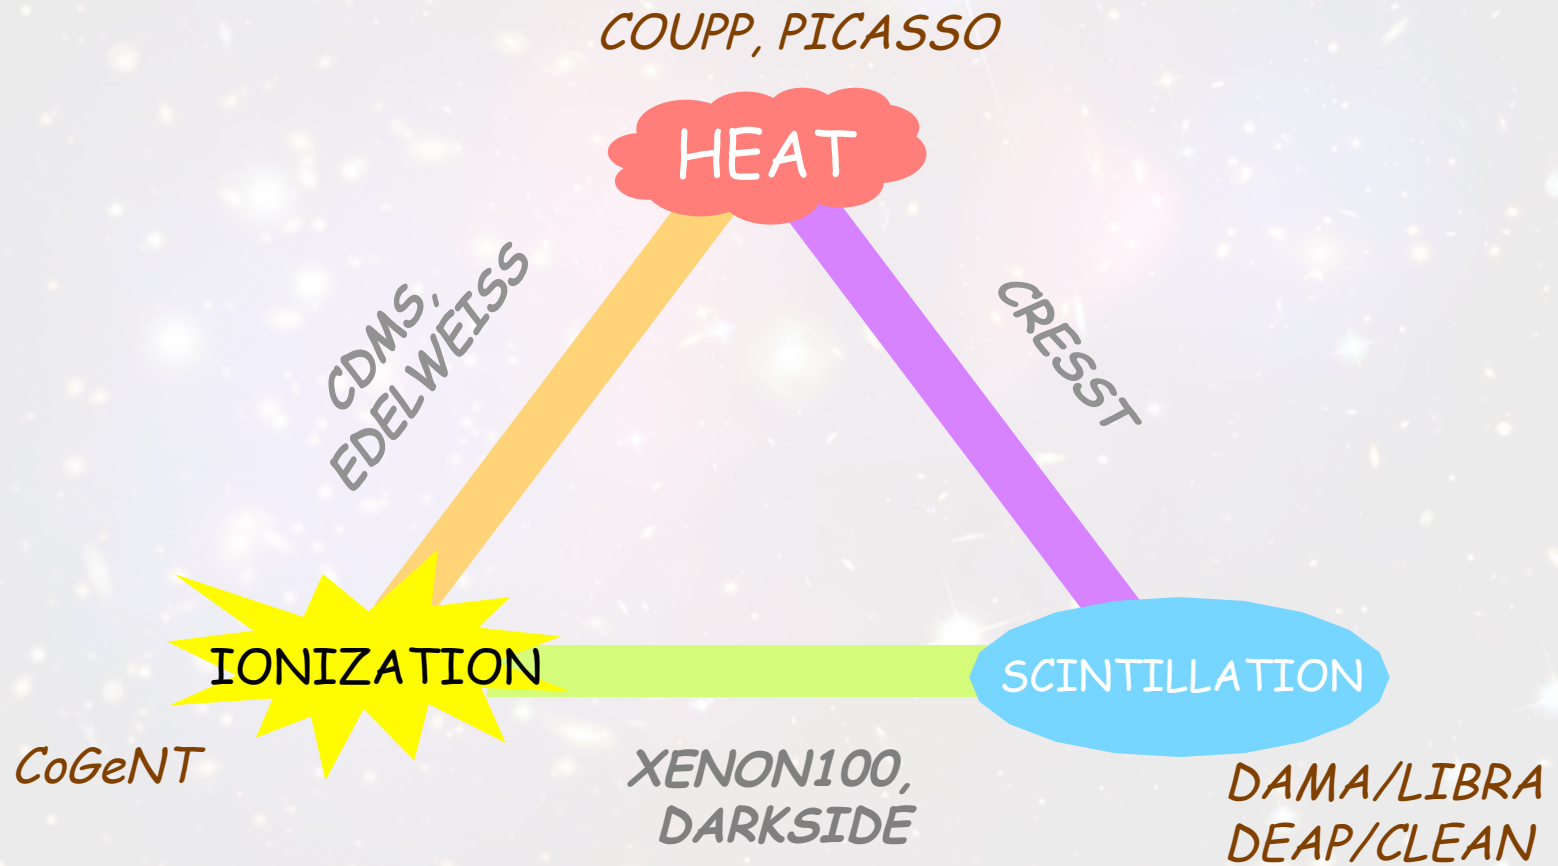 COUPP, PICASSO
HEAT
CDMS,
EDELWEISS
CRESST
IONIZATION
SCINTILLATION
CoGeNT
XENON100,
DARKSIDE
DAMA/LIBRA
DEAP/CLEAN